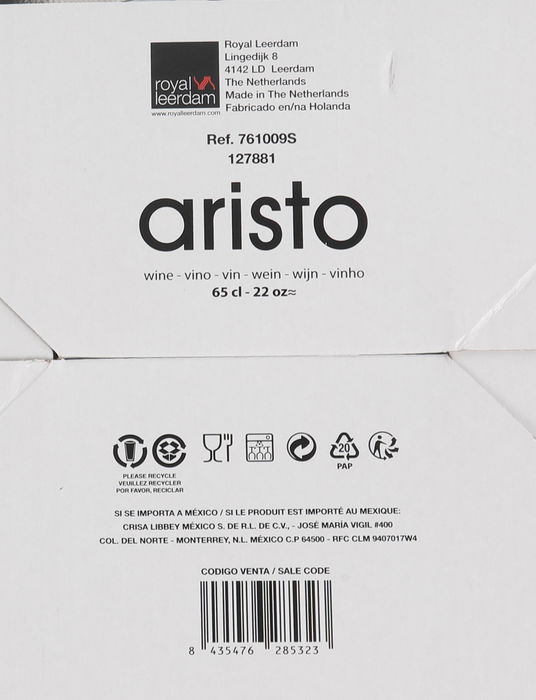 royal
leerdam
www.royalleerdam.com
Royal Leerdam
Lingedijk 8
4142 LD Leerdam
The Netherlands
Made in The Netherlands
Fabricado en/na Holanda
Ref. 761009S
127881
aristo
wine - vino - vin - wein - wijn - vinho
65 cl - 22 oz≈
20
PAP
PLEASE RECYCLE
VEUILLEZ RECYCLER
POR FAVOR, RECICLAR
SI SE IMPORTA A MÉXICO / SI LE PRODUIT EST IMPORTÉ AU MEXIQUE:
CRISA LIBBEY MÉXICO S. DE R.L. DE C.V., - JOSÉ MARÍA VIGIL #400
COL. DEL NORTE - MONTERREY, N.L. MÉXICO C.P 64500 - RFC CLM 9407017W4
CODIGO VENTA / SALE CODE
8 435476 285323